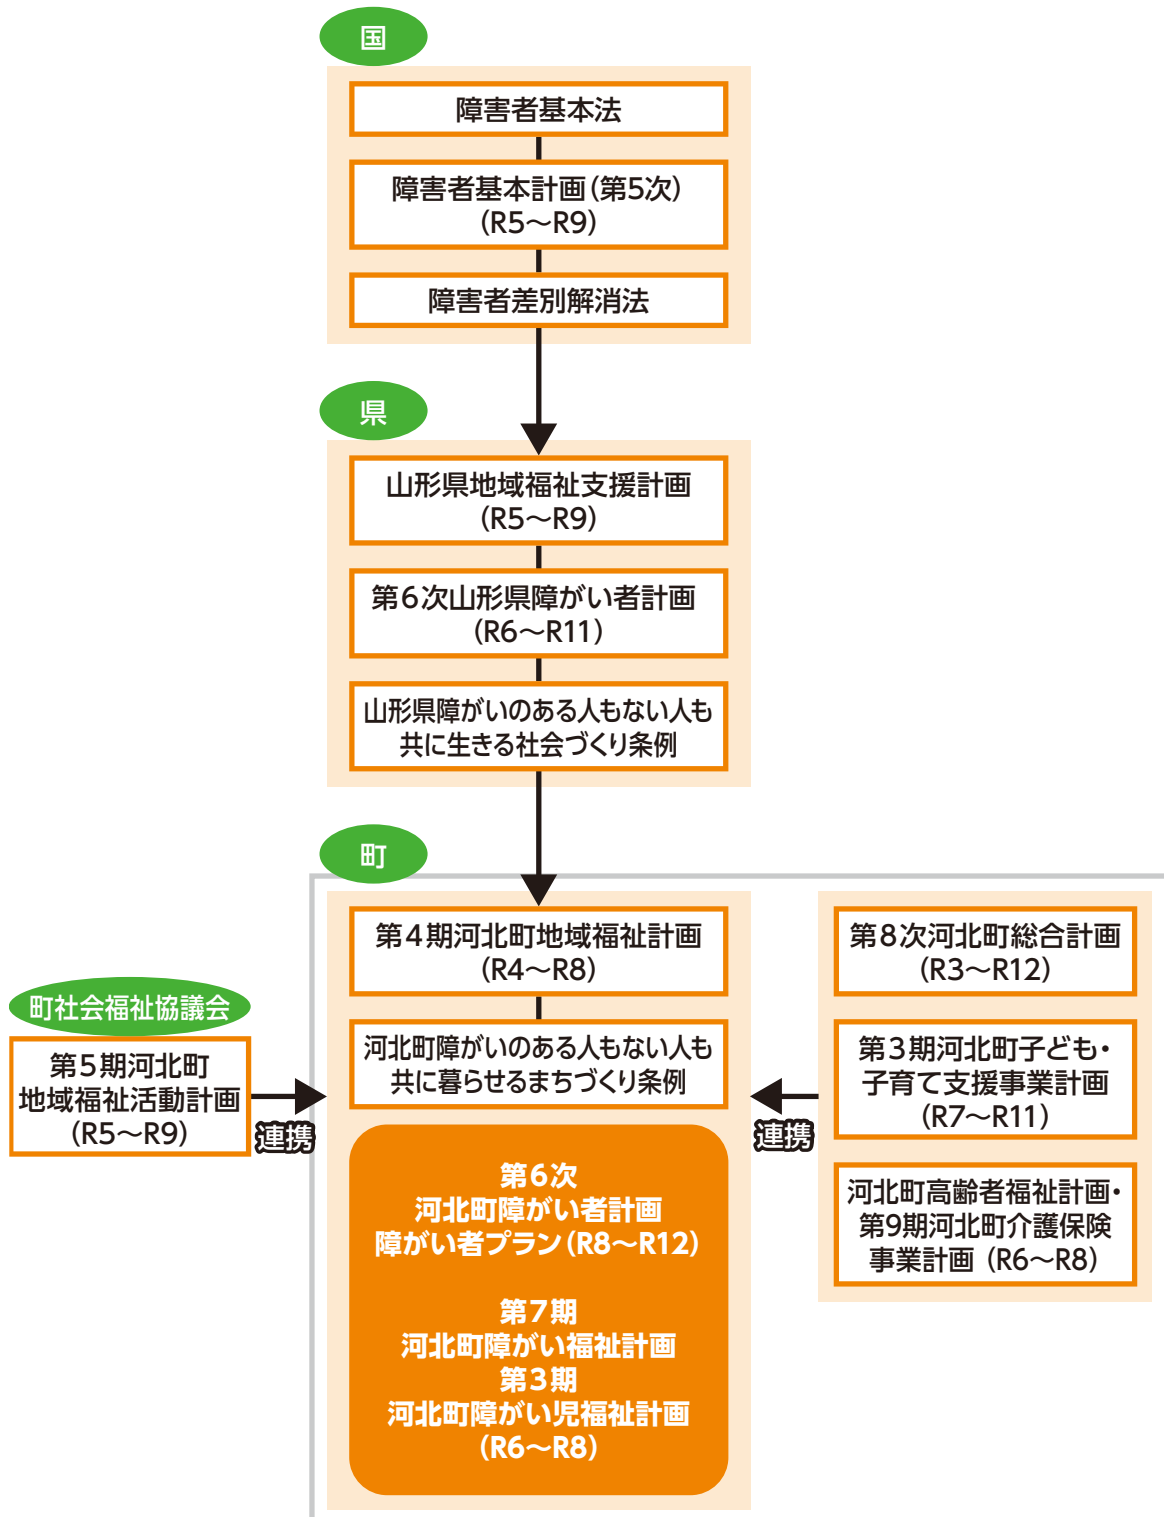 国
障害者基本法
障害者基本計画（第5次）
（R5～R9）
障害者差別解消法
県
山形県地域福祉支援計画
（R5～R9）
第6次山形県障がい者計画
（R6～R11）
山形県障がいのある人もない人も
共に生きる社会づくり条例
町
第4期河北町地域福祉計画
（R4～R8）
河北町障がいのある人もない人も
共に暮らせるまちづくり条例
第6次
河北町障がい者計画
障がい者プラン（R8～R12）
第7期
河北町障がい福祉計画
第3期
河北町障がい児福祉計画
（R6～R8）
町社会福祉協議会
第5期河北町
地域福祉活動計画
（R5～R9）
連携
連携
第8次河北町総合計画
（R3～R12）
第3期河北町子ども・
子育て支援事業計画
（R7～R11）
河北町高齢者福祉計画・
第9期河北町介護保険
事業計画（R6～R8）